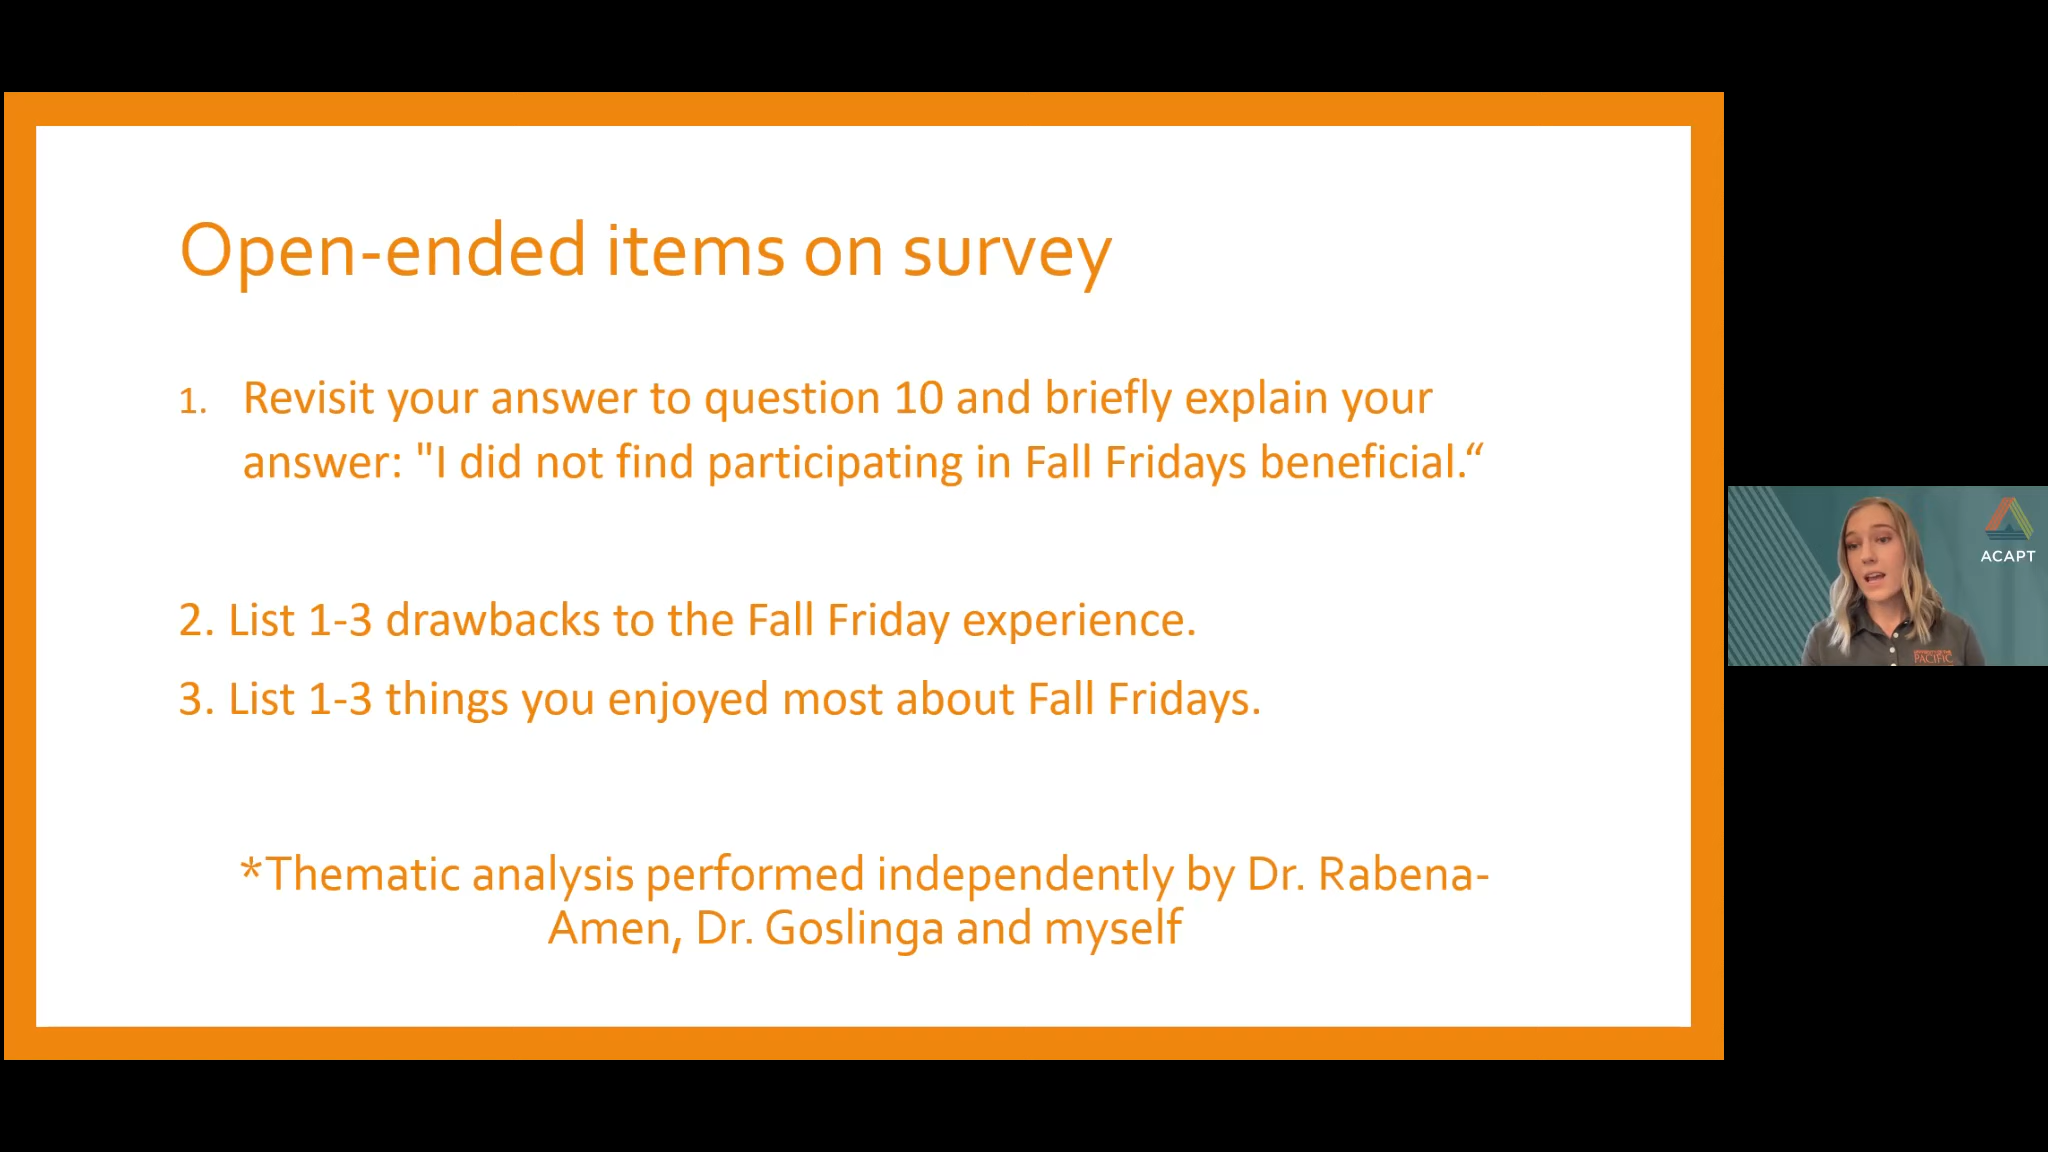 Open-ended items on survey
1. Revisit your answer to question 10 and briefly explain your
answer: "I did not find participating in Fall Fridays beneficial.“
2. List 1-3 drawbacks to the Fall Friday experience.
3. List 1-3 things you enjoyed most about Fall Fridays.
*Thematic analysis performed independently by Dr. Rabena-
Amen, Dr. Goslinga and myself
ACAPT
PACIFIC